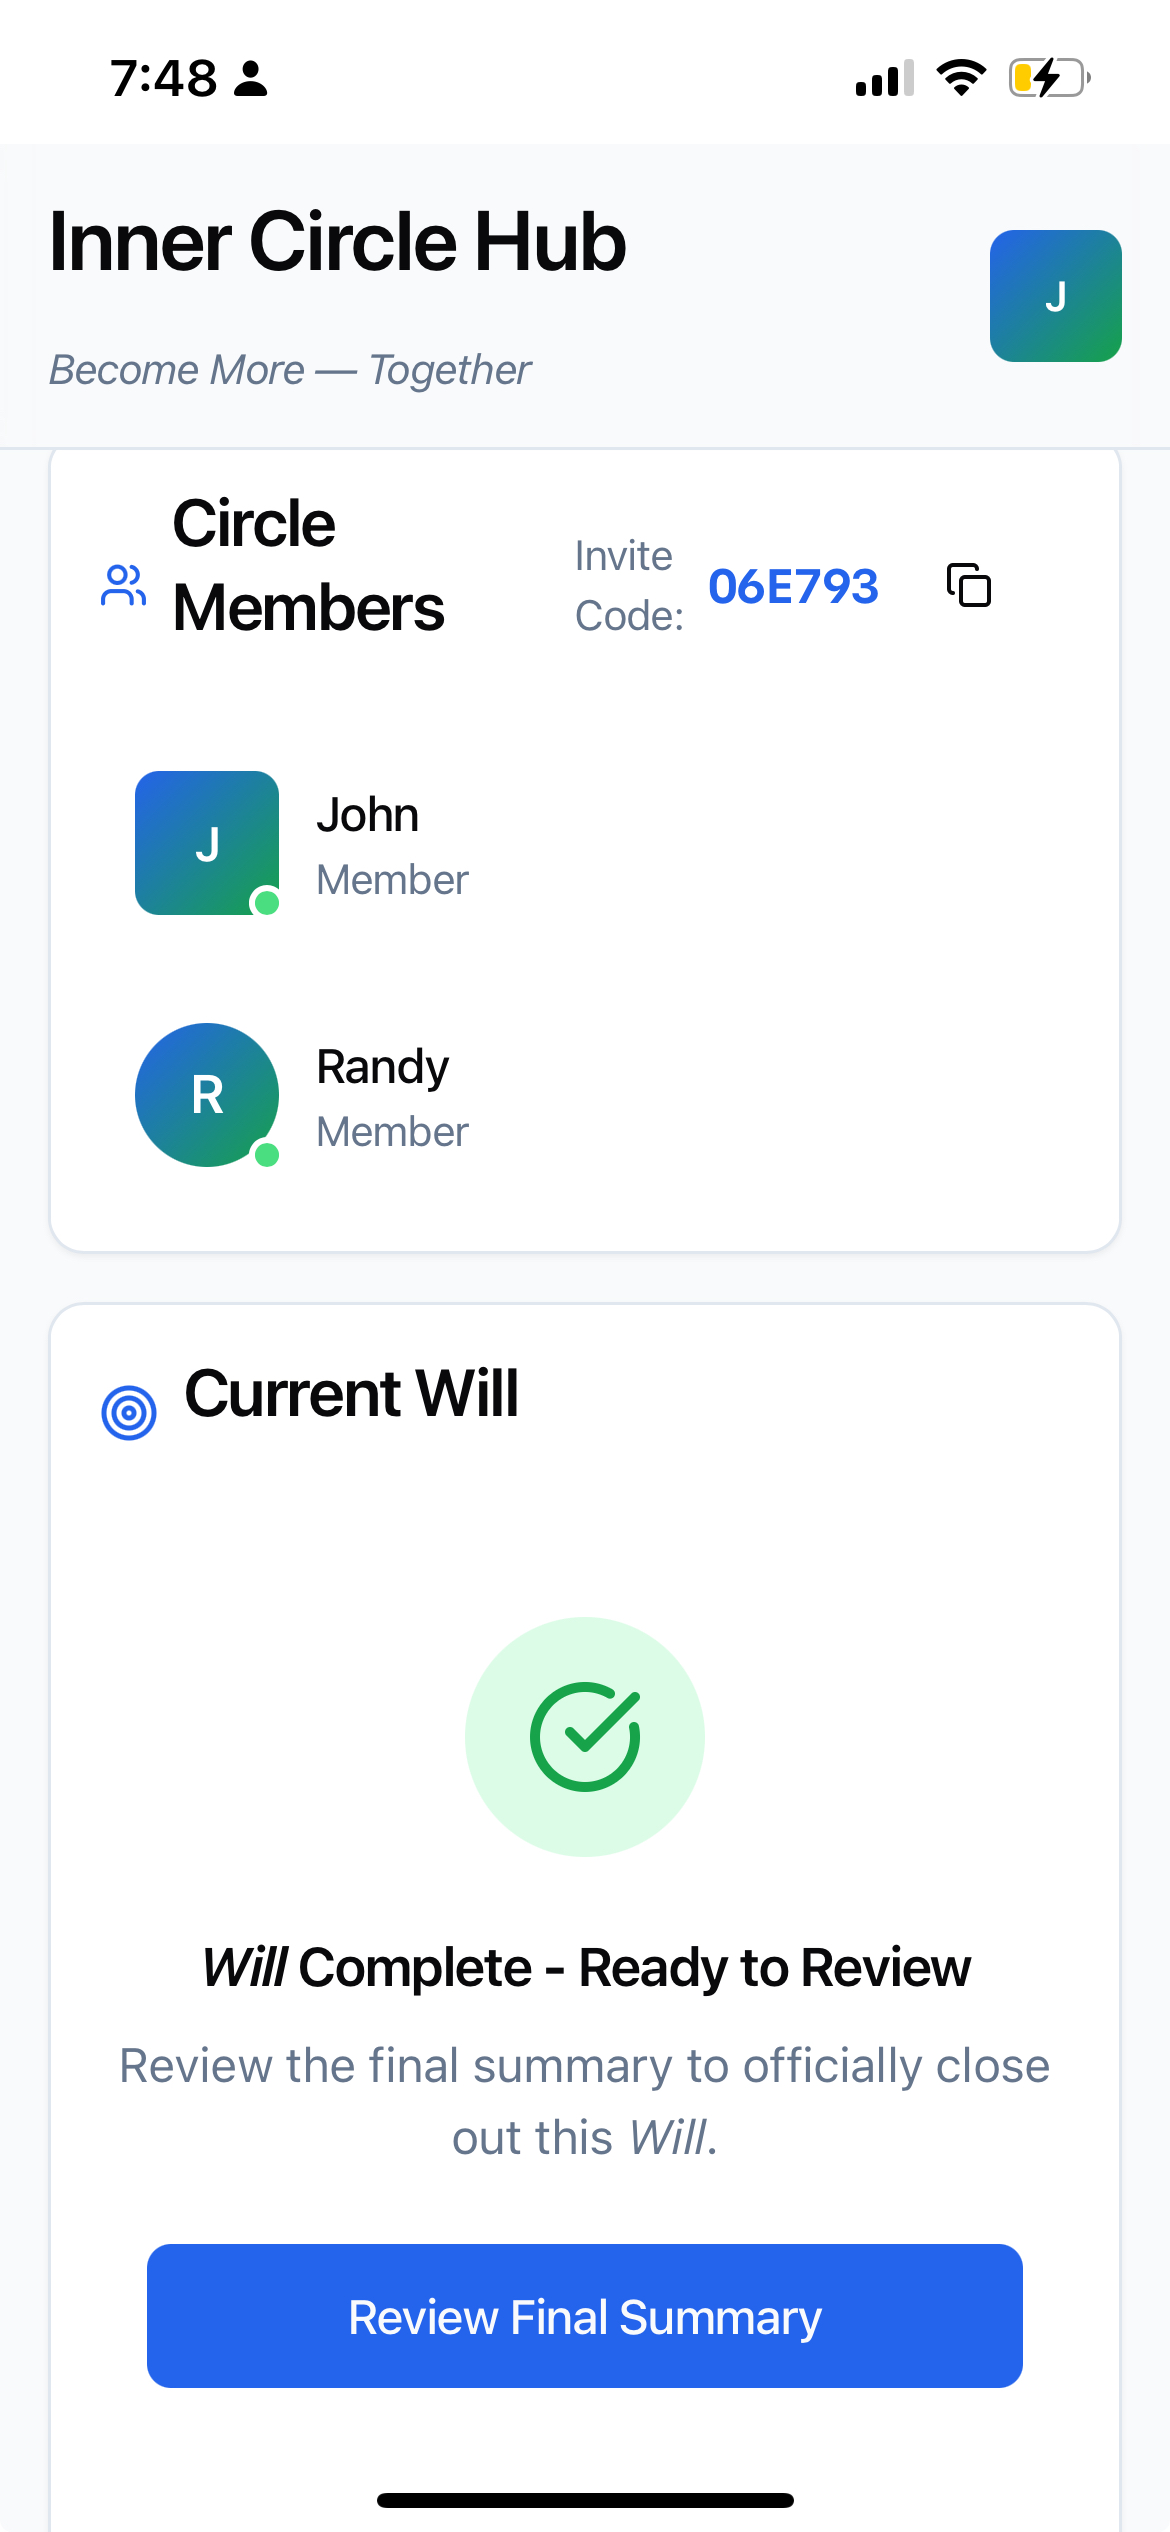 7:48
Inner Circle Hub
J
Become More — Together
Circle
Members
Invite
Code:
06E793
J
John
Member
R
Randy
Member
Current Will
Will Complete - Ready to Review
Review the final summary to officially close
out this Will.
Review Final Summary